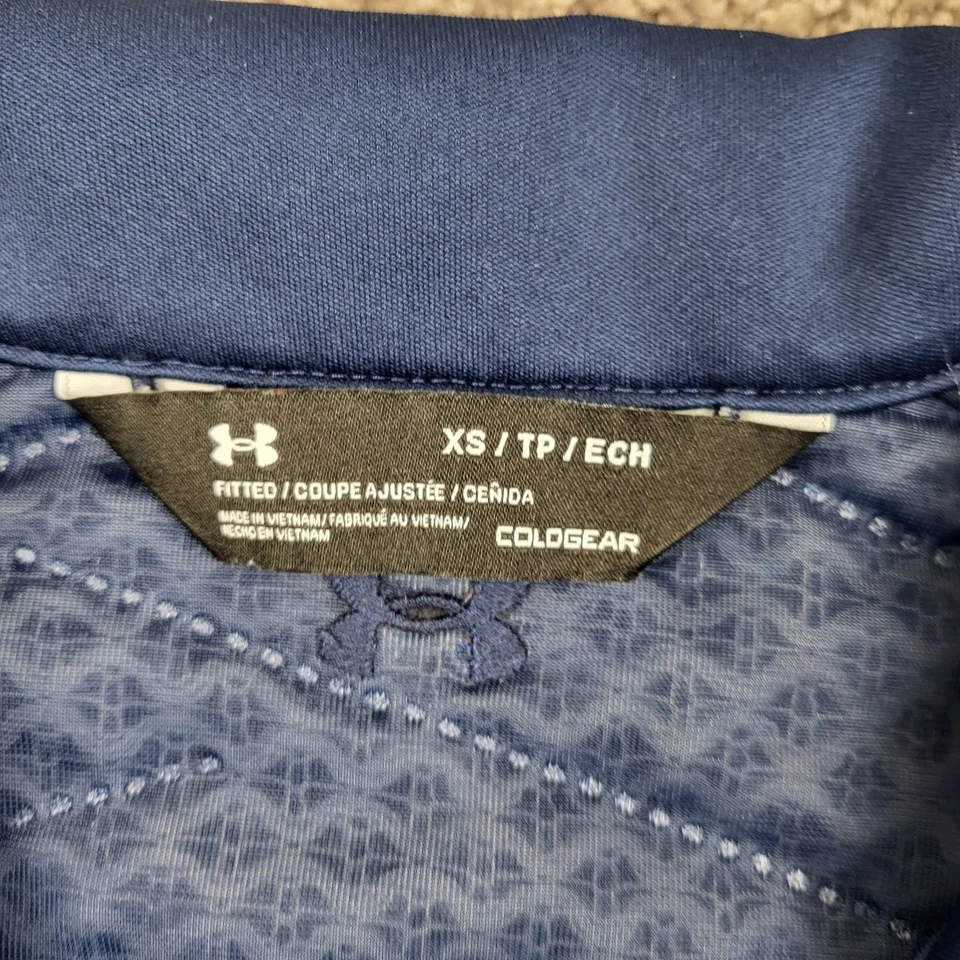 XS / TP / ECH
FITTED / COUPE AJUSTÉE / CEÑIDA
MADE IN VIETNAM / FABRIQUÉ AU VIETNAM /
HECHO EN VIETNAM
COLDGEAR